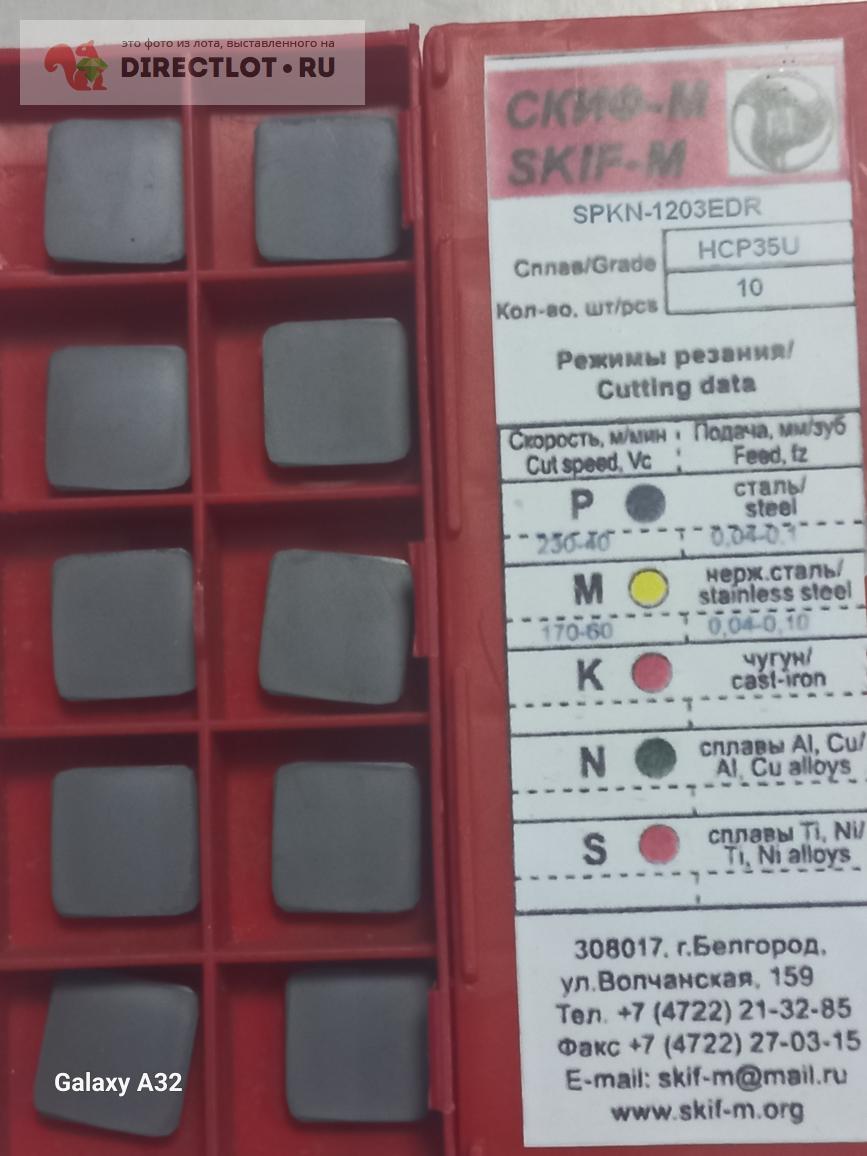 это фото из лота, выставленного на
DIRECTLOT•RU
СКИФ-М
SKIF-M
SPKN-1203EDR
Сплав/Grade HCP35U
Кол-во, шт/pcs 10
Режимы резания/
Cutting data
Скорость, м/мин Подача, мм/зуб
Cut speed, Vc Feed, fz
P сталь/
steel
230-40 0,04-0,1
M нерж.сталь/
stainless steel
170-60 0,04-0,10
K чугун/
cast-iron
N сплавы Al, Cu/
Al, Cu alloys
S сплавы Ti, Ni/
Ti, Ni alloys
308017, г.Белгород,
ул.Волчанская, 159
Тел. +7 (4722) 21-32-85
Факс +7 (4722) 27-03-15
E-mail: skif-m@mail.ru
www.skif-m.org
Galaxy A32